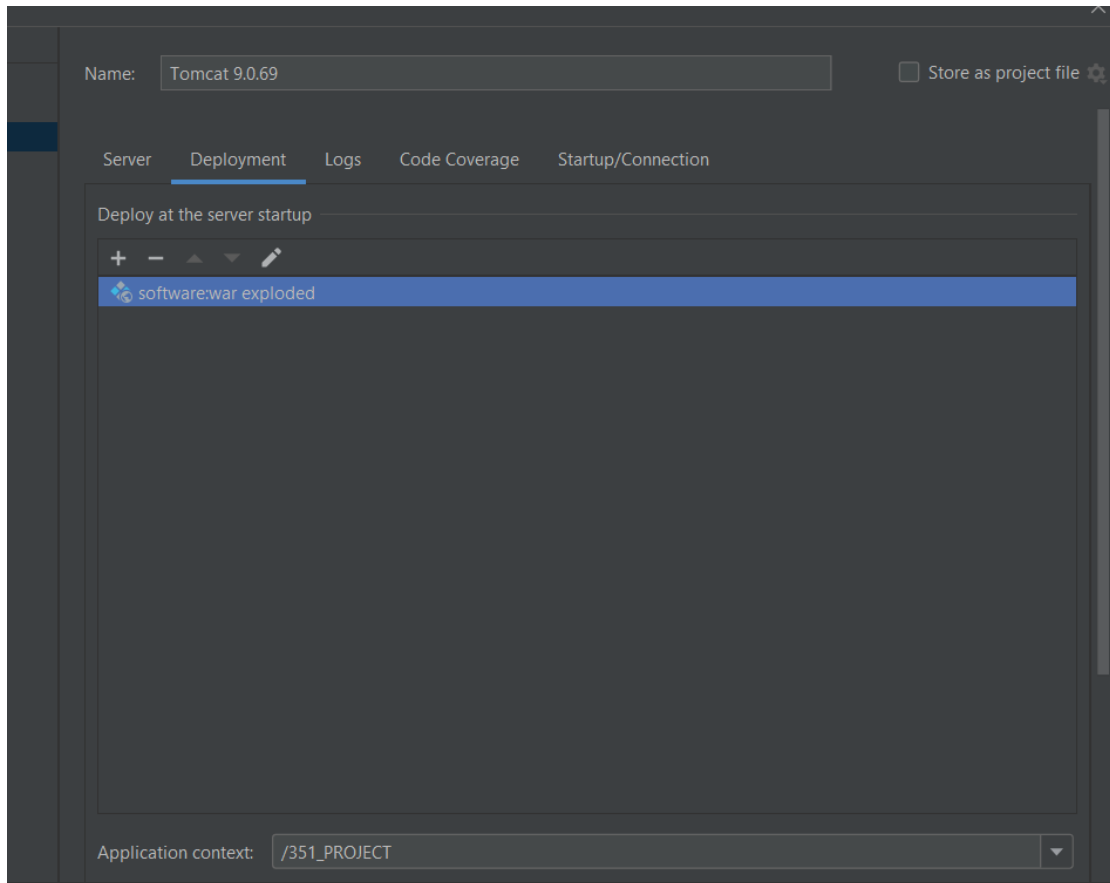 Name: Tomcat 9.0.69 Store as project file
Server Deployment Logs Code Coverage Startup/Connection
Deploy at the server startup
software:war exploded
Application context: /351_PROJECT